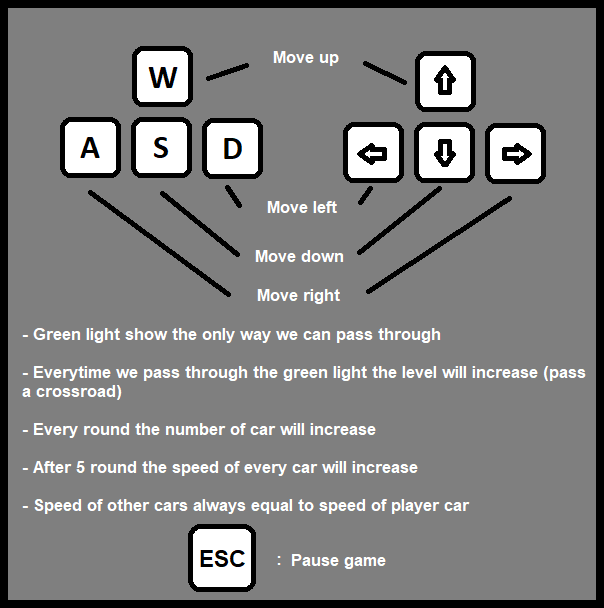 Move up
W
A S D
Move left
Move down
Move right
- Green light show the only way we can pass through
- Everytime we pass through the green light the level will increase (pass
a crossroad)
- Every round the number of car will increase
- After 5 round the speed of every car will increase
- Speed of other cars always equal to speed of player car
ESC : Pause game